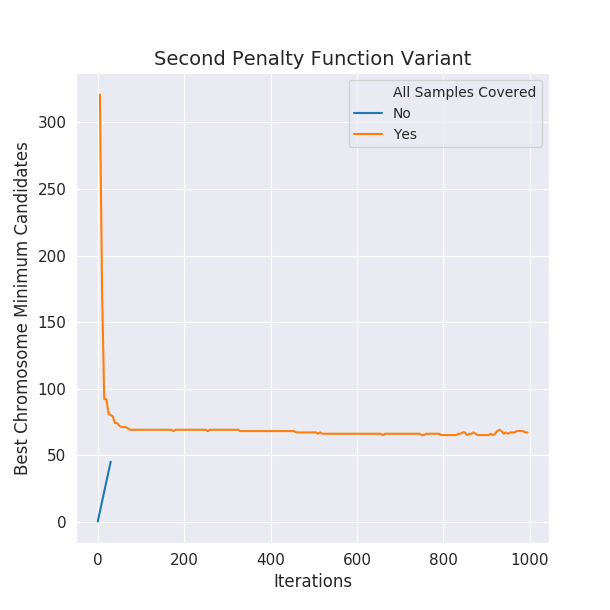 Second Penalty Function Variant
All Samples Covered
No
Yes
Best Chromosome Minimum Candidates
300
250
200
150
100
50
0
0 200 400 600 800 1000
Iterations